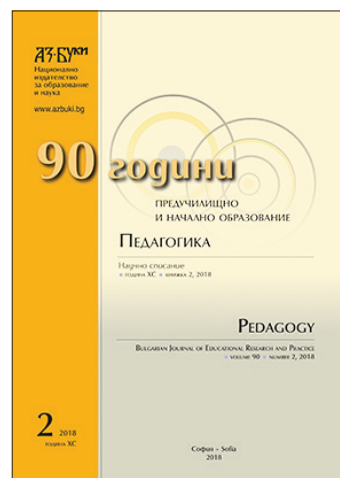 АЗ·БУКИ
Национално
издателство
за образование
и наука
www.azbuki.bg
90 години
ПРЕДУЧИЛИЩНО
И НАЧАЛНО ОБРАЗОВАНИЕ
ПЕДАГОГИКА
Научно списание
година XC книжка 2, 2018
PEDAGOGY
BULGARIAN JOURNAL OF EDUCATIONAL RESEARCH AND PRACTICE
VOLUME 90 NUMBER 2, 2018
2 2018
ГОДИНА XC
София – Sofia
2018